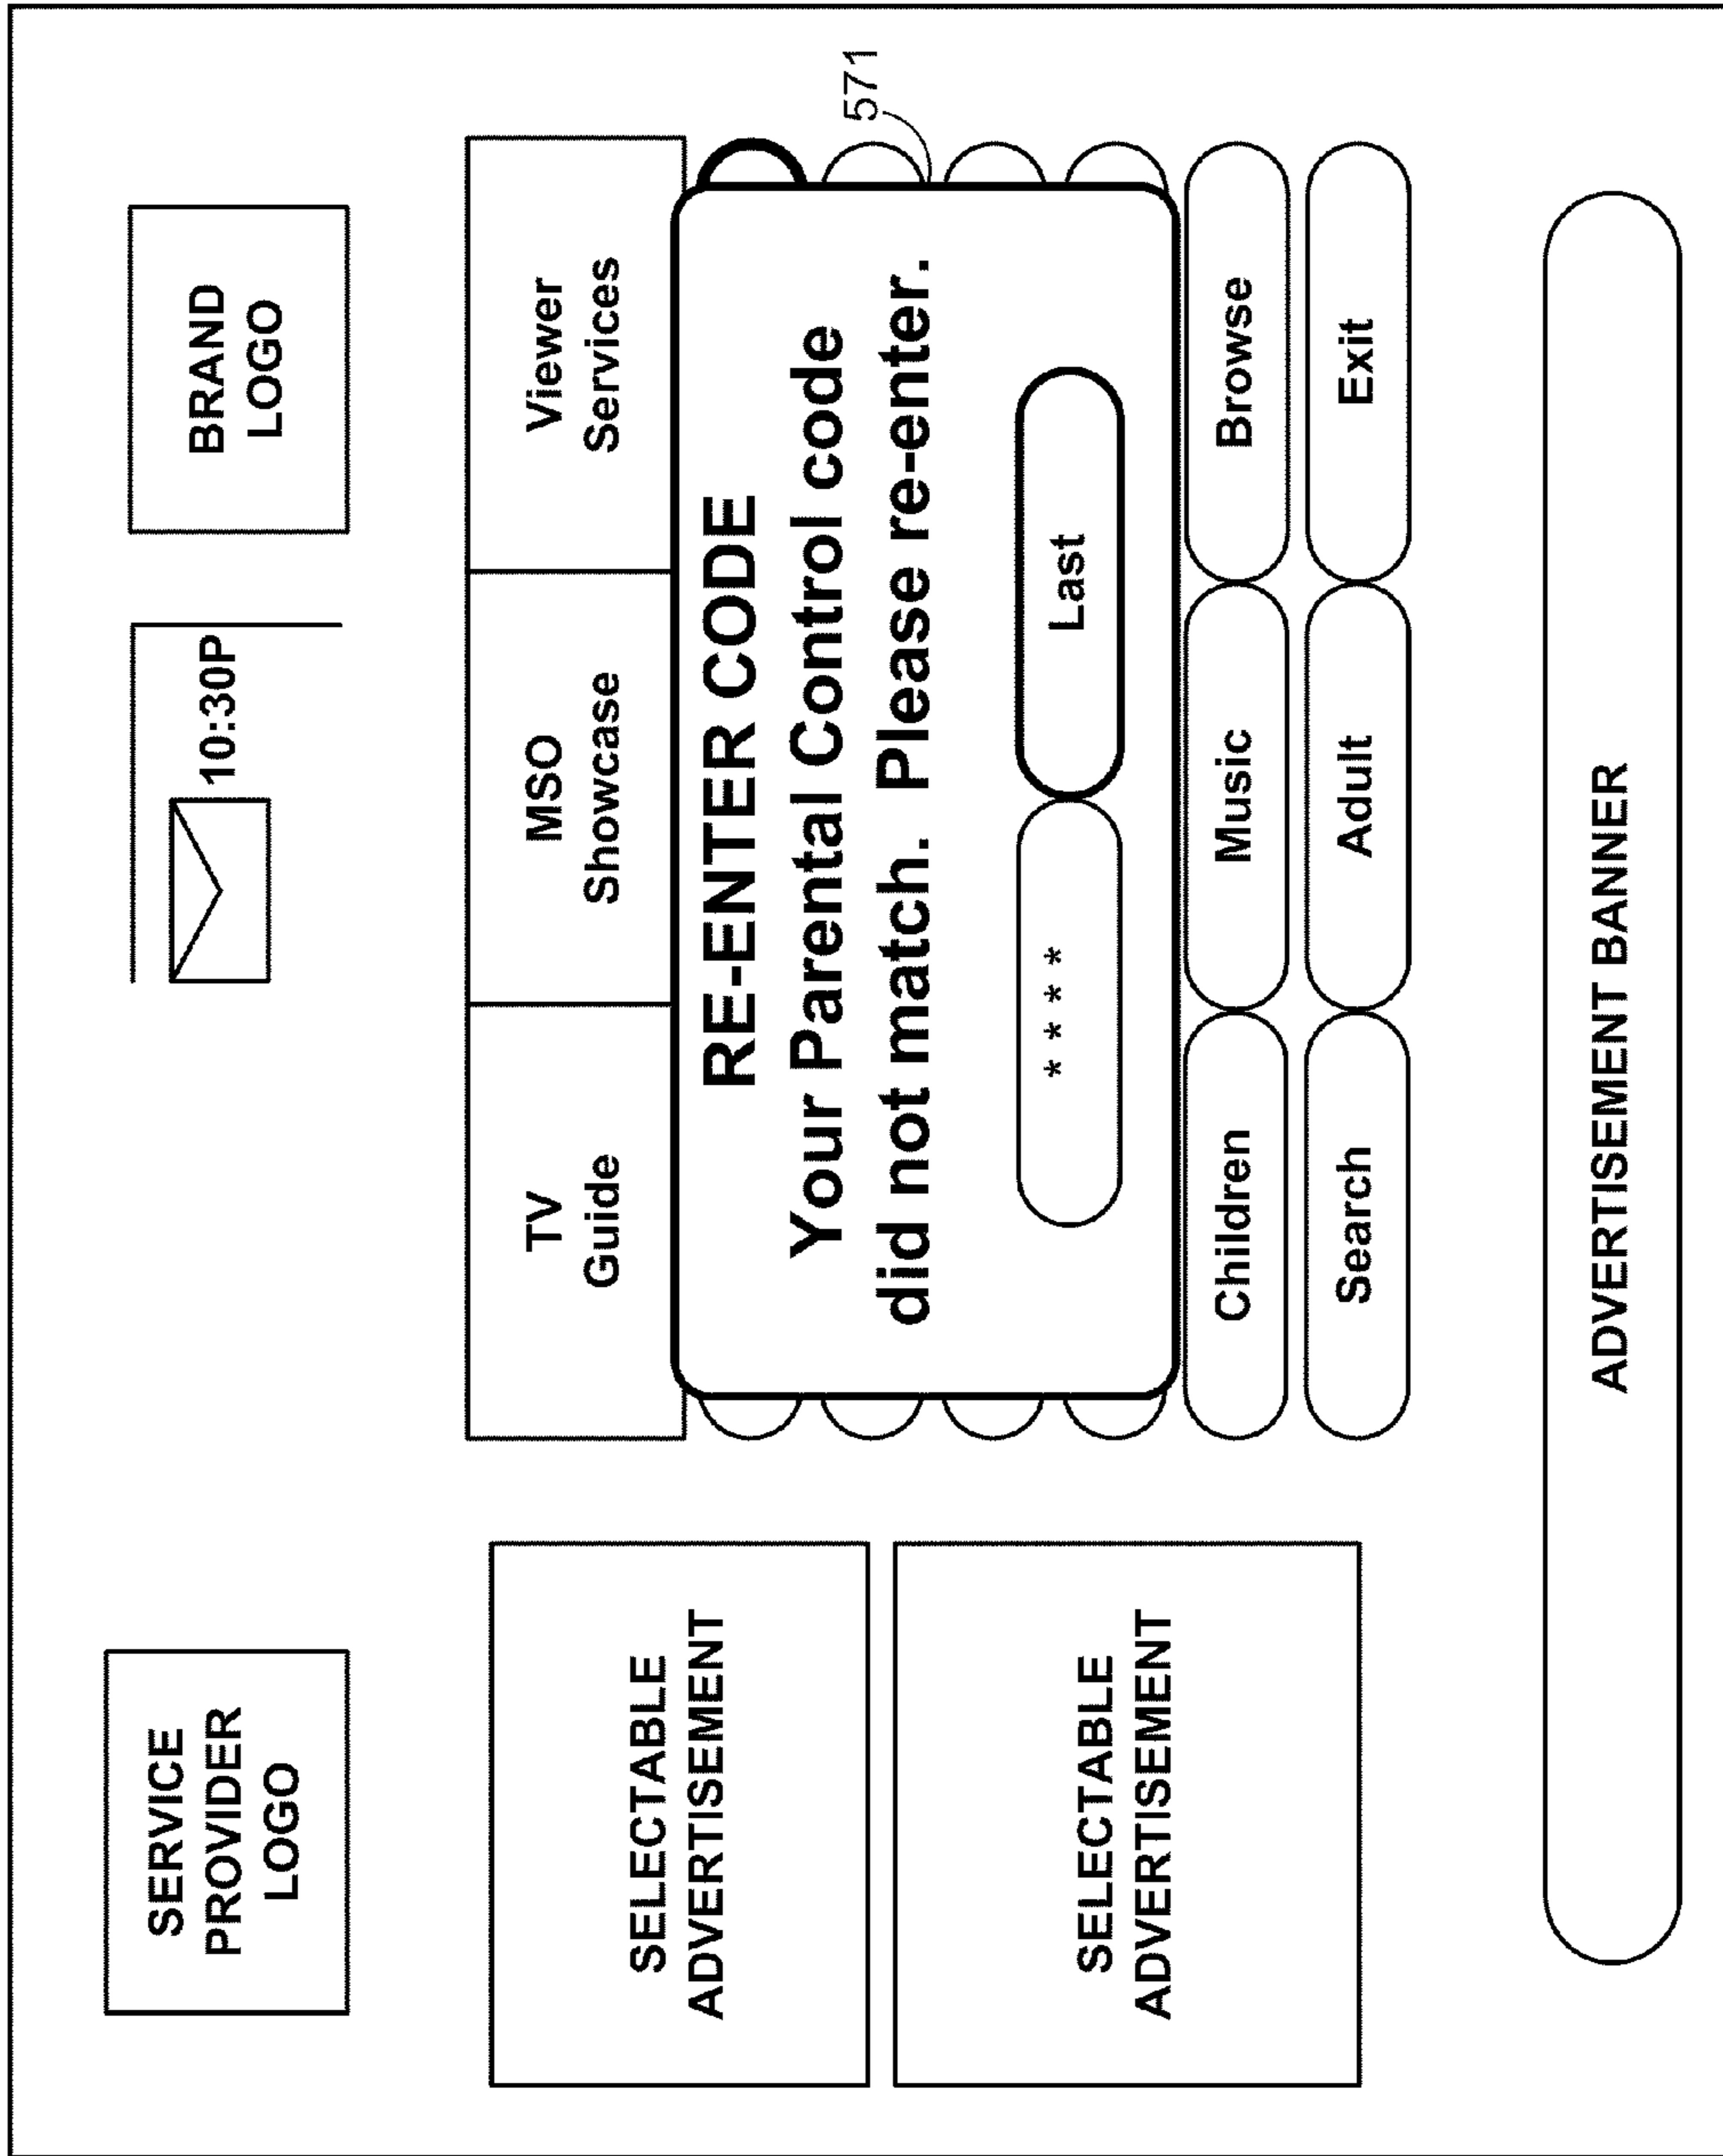 SERVICE
PROVIDER
LOGO
10:30P
BRAND
LOGO
SELECTABLE
ADVERTISEMENT
SELECTABLE
ADVERTISEMENT
TV
Guide
MSO
Showcase
Viewer
Services
RE-ENTER CODE
Your Parental Control code
did not match. Please re-enter.
* * * *
Last
571
Children
Music
Browse
Search
Adult
Exit
ADVERTISEMENT BANNER